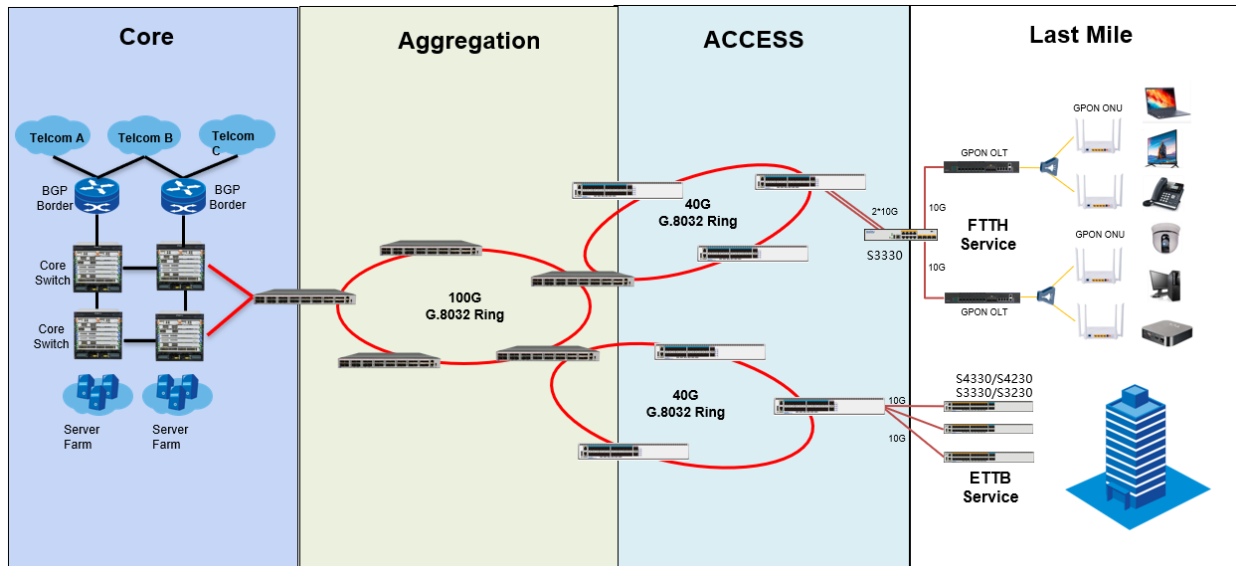 Core
Aggregation
ACCESS
Last Mile
Telcom A
Telcom B
Telcom
C
BGP
Border
BGP
Border
Core
Switch
Core
Switch
Server
Farm
Server
Farm
100G
G.8032 Ring
40G
G.8032 Ring
40G
G.8032 Ring
2*10G
S3330
10G
10G
GPON OLT
FTTH
Service
GPON OLT
GPON ONU
GPON ONU
10G
10G
S4330/S4230
S3330/S3230
ETTB
Service